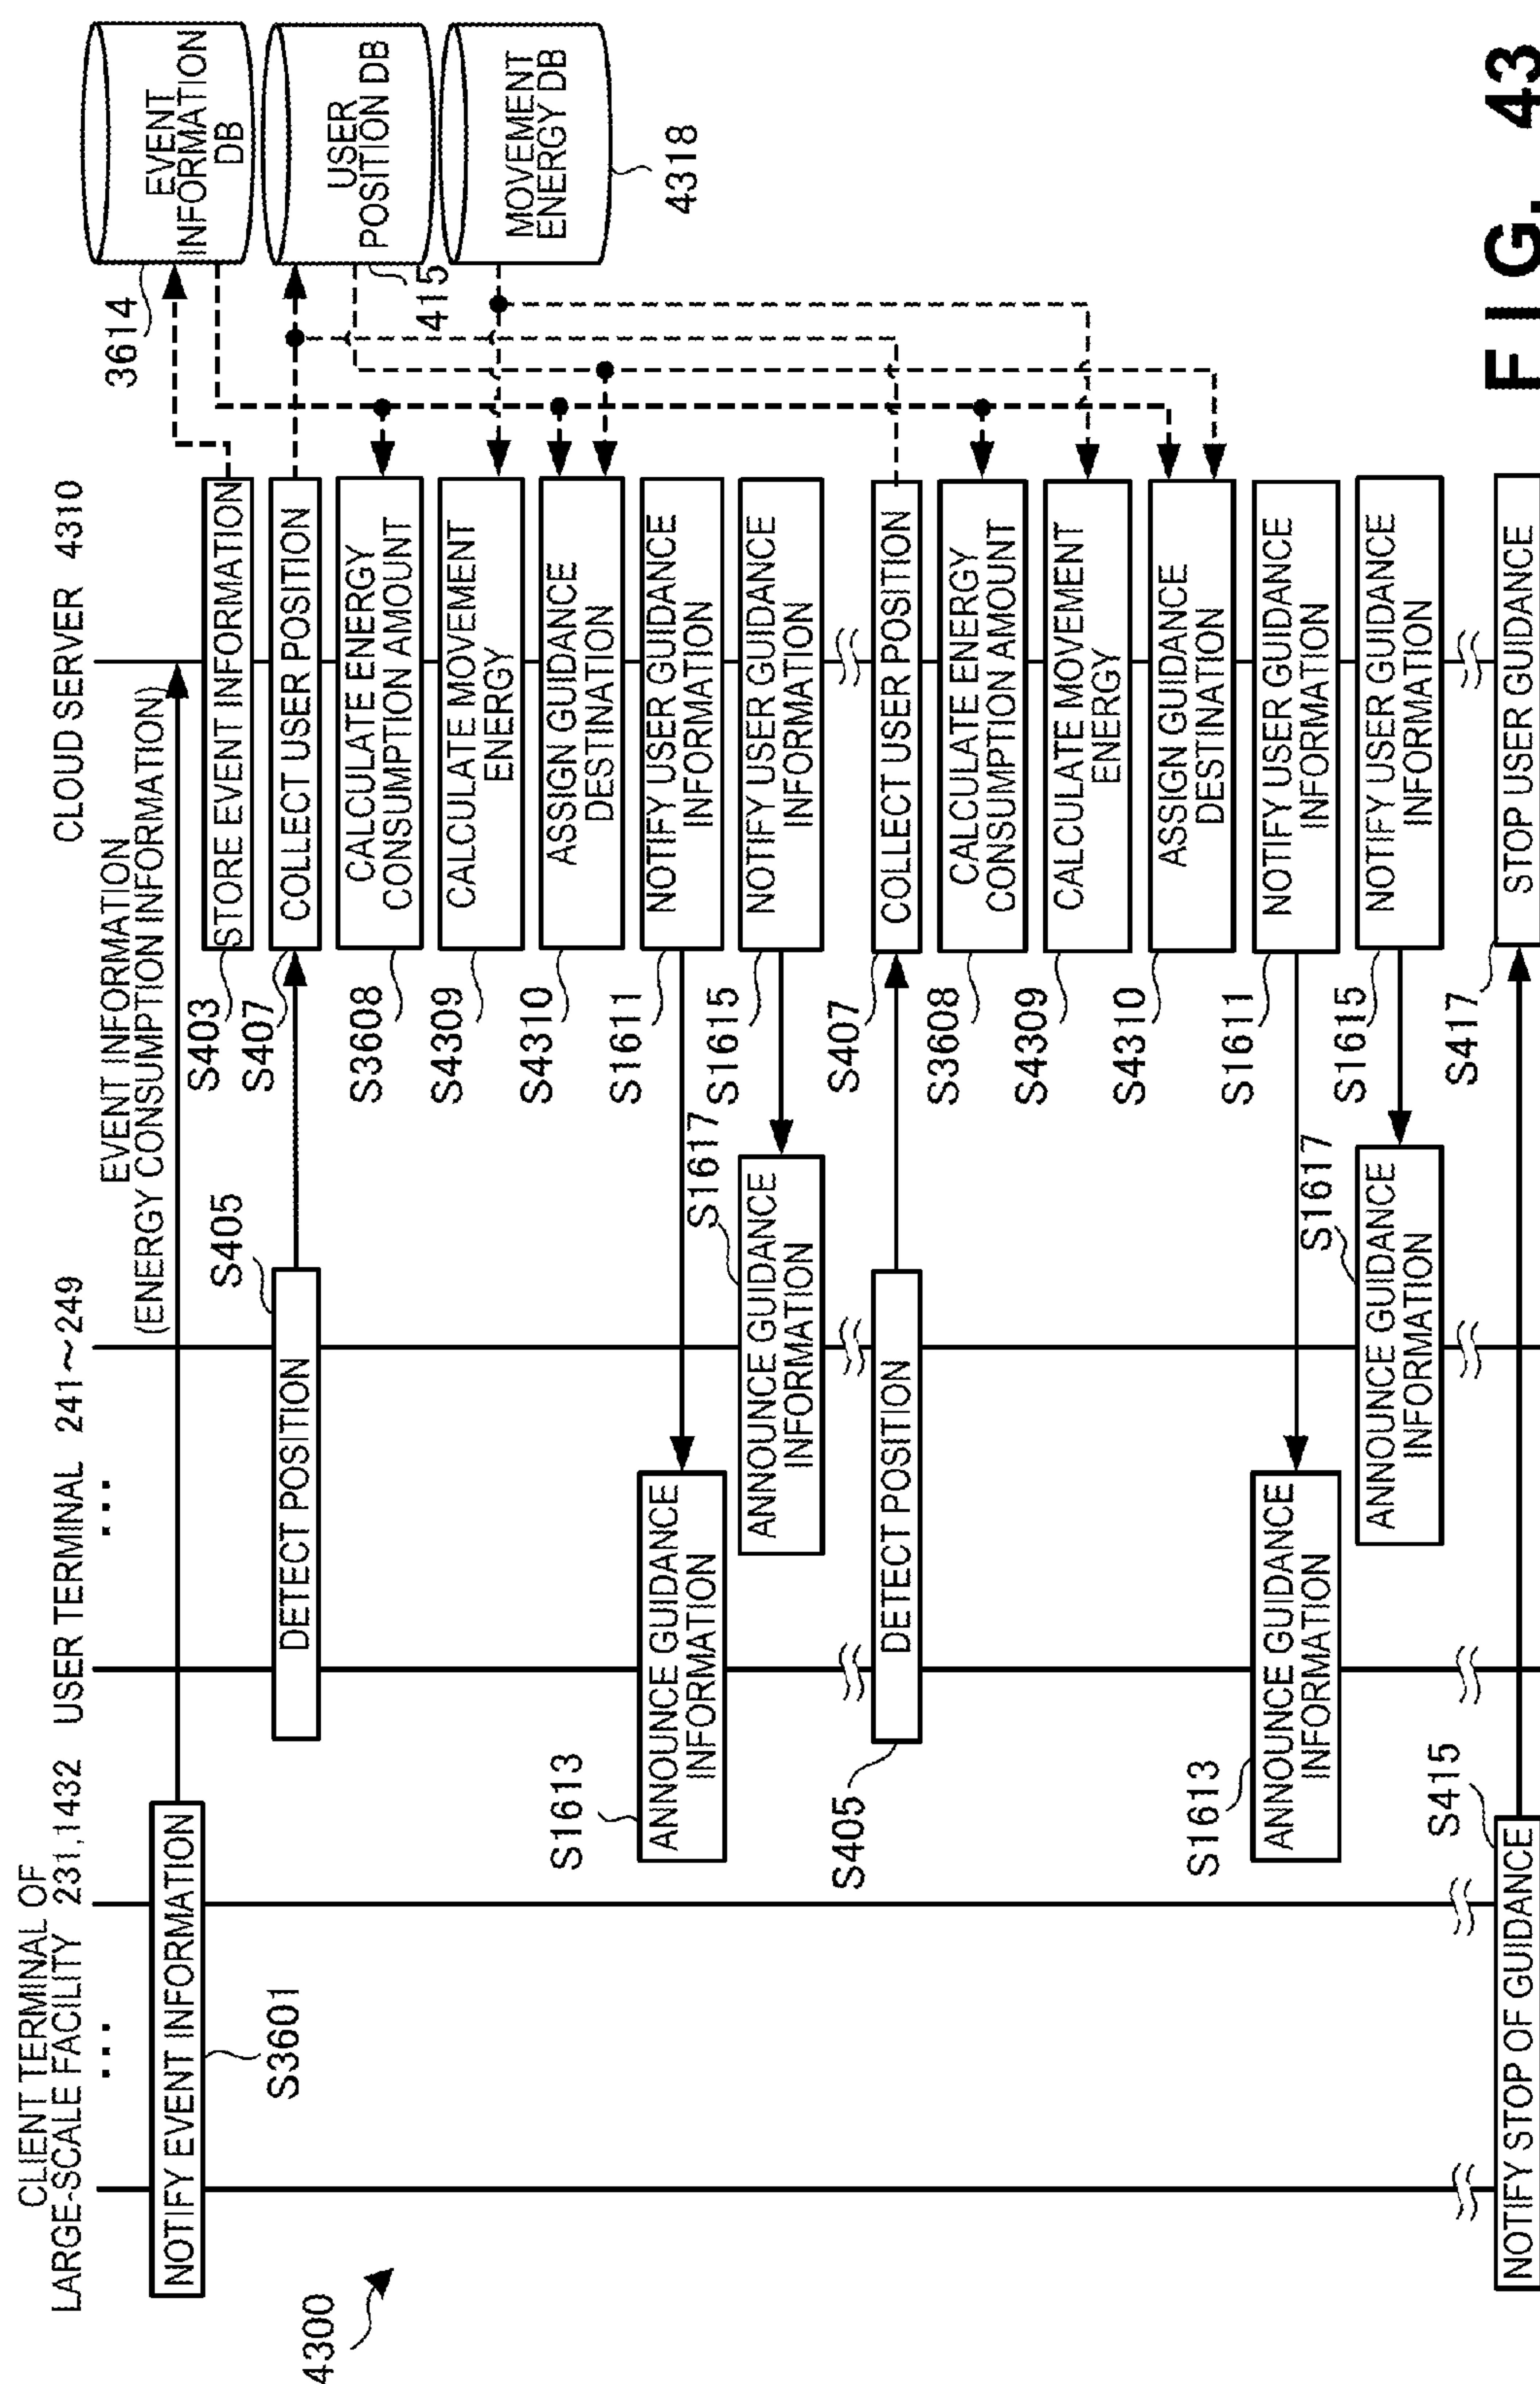 4300
CLIENT TERMINAL OF
LARGE-SCALE FACILITY 231,1432
...
USER TERMINAL 241~249
...
CLOUD SERVER 4310
NOTIFY EVENT INFORMATION
S3601
EVENT INFORMATION
(ENERGY CONSUMPTION INFORMATION)
STORE EVENT INFORMATION
S403
3614
EVENT
INFORMATION
DB
DETECT POSITION
S405
COLLECT USER POSITION
S407
USER
POSITION DB
415
CALCULATE ENERGY
CONSUMPTION AMOUNT
S3608
CALCULATE MOVEMENT
ENERGY
S4309
MOVEMENT
ENERGY DB
4318
ASSIGN GUIDANCE
DESTINATION
S4310
NOTIFY USER GUIDANCE
INFORMATION
S1611
ANNOUNCE GUIDANCE
INFORMATION
S1613
NOTIFY USER GUIDANCE
INFORMATION
S1615
ANNOUNCE GUIDANCE
INFORMATION
S1617
DETECT POSITION
S405
COLLECT USER POSITION
S407
CALCULATE ENERGY
CONSUMPTION AMOUNT
S3608
CALCULATE MOVEMENT
ENERGY
S4309
ASSIGN GUIDANCE
DESTINATION
S4310
NOTIFY USER GUIDANCE
INFORMATION
S1611
ANNOUNCE GUIDANCE
INFORMATION
S1613
NOTIFY USER GUIDANCE
INFORMATION
S1615
ANNOUNCE GUIDANCE
INFORMATION
S1617
NOTIFY STOP OF GUIDANCE
S415
STOP USER GUIDANCE
S417
FIG. 43